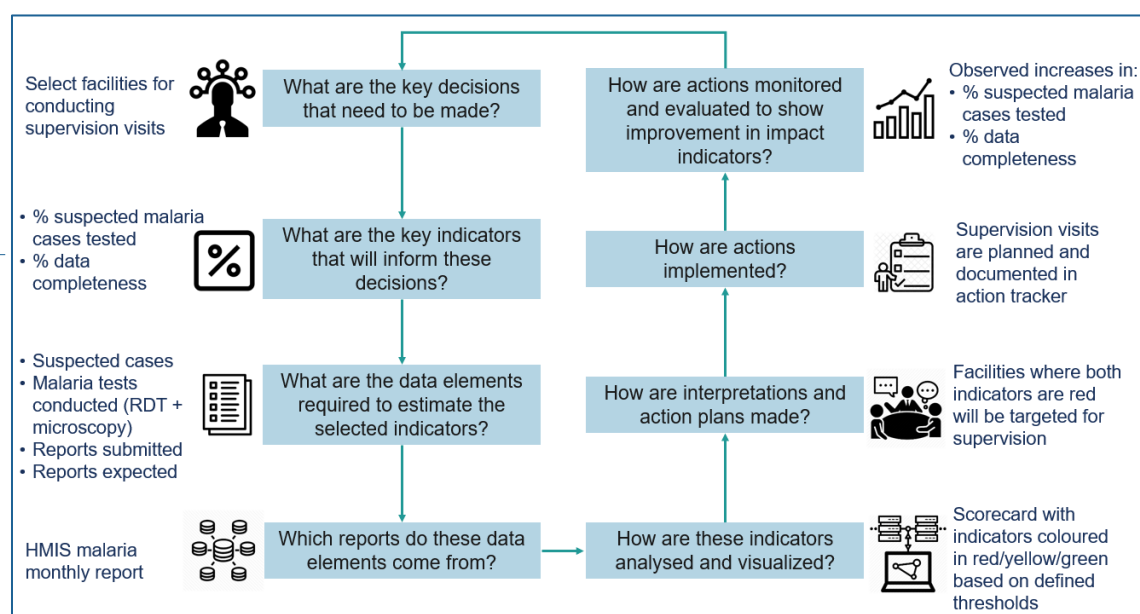 Select facilities for
conducting
supervision visits
What are the key decisions
that need to be made?
How are actions monitored
and evaluated to show
improvement in impact
indicators?
Observed increases in:
• % suspected malaria
cases tested
• % data
completeness
• % suspected malaria
cases tested
• % data
completeness
%
What are the key indicators
that will inform these
decisions?
How are actions
implemented?
Supervision visits
are planned and
documented in
action tracker
• Suspected cases
• Malaria tests
conducted (RDT +
microscopy)
• Reports submitted
• Reports expected
What are the data elements
required to estimate the
selected indicators?
How are interpretations and
action plans made?
Facilities where both
indicators are red
will be targeted for
supervision
HMIS malaria
monthly report
Which reports do these data
elements come from?
How are these indicators
analysed and visualized?
Scorecard with
indicators coloured
in red/yellow/green
based on defined
thresholds